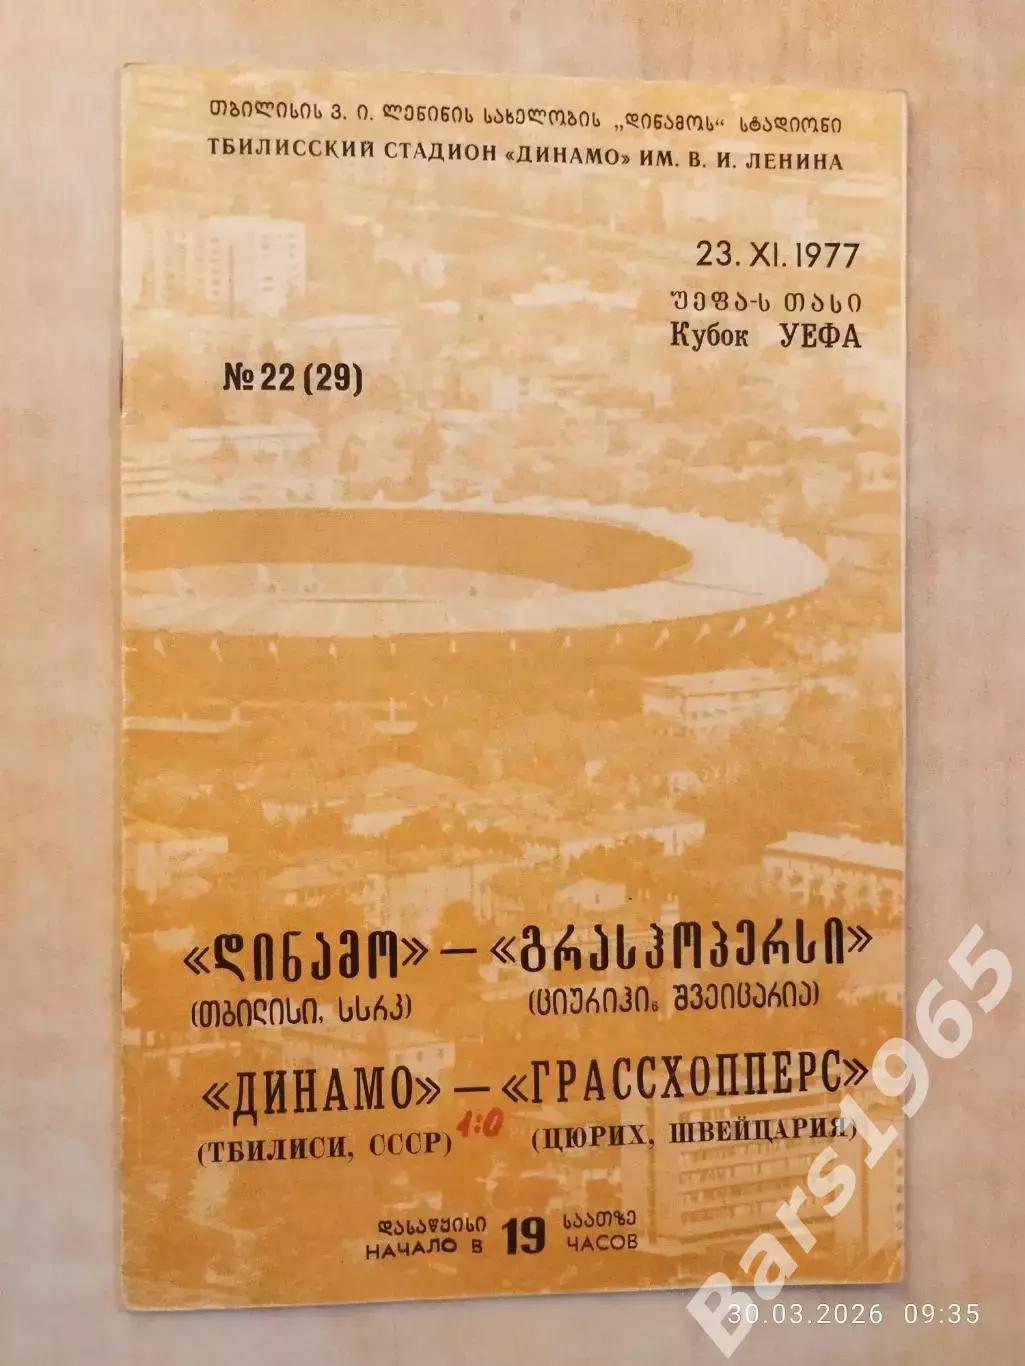 თბილისის ვ. ი. ლენინის სახელობის „დინამოს“ სტადიონი
ТБИЛИССКИЙ СТАДИОН «ДИНАМО» ИМ. В. И. ЛЕНИНА
23. XI. 1977
უეფა-ს თასი
Кубок УЕФА
№ 22 (29)
«დინამო» — «გრასჰოპერსი»
(თბილისი, სსრკ) (ციურიჰი, შვეიცარია)
«ДИНАМО» — «ГРАССХОППЕРС»
(ТБИЛИСИ, СССР) 1:0 (ЦЮРИХ, ШВЕЙЦАРИЯ)
დასაწყისი 19 საათზე
НАЧАЛО В 19 ЧАСОВ
Bars1965
30.03.2026 09:35